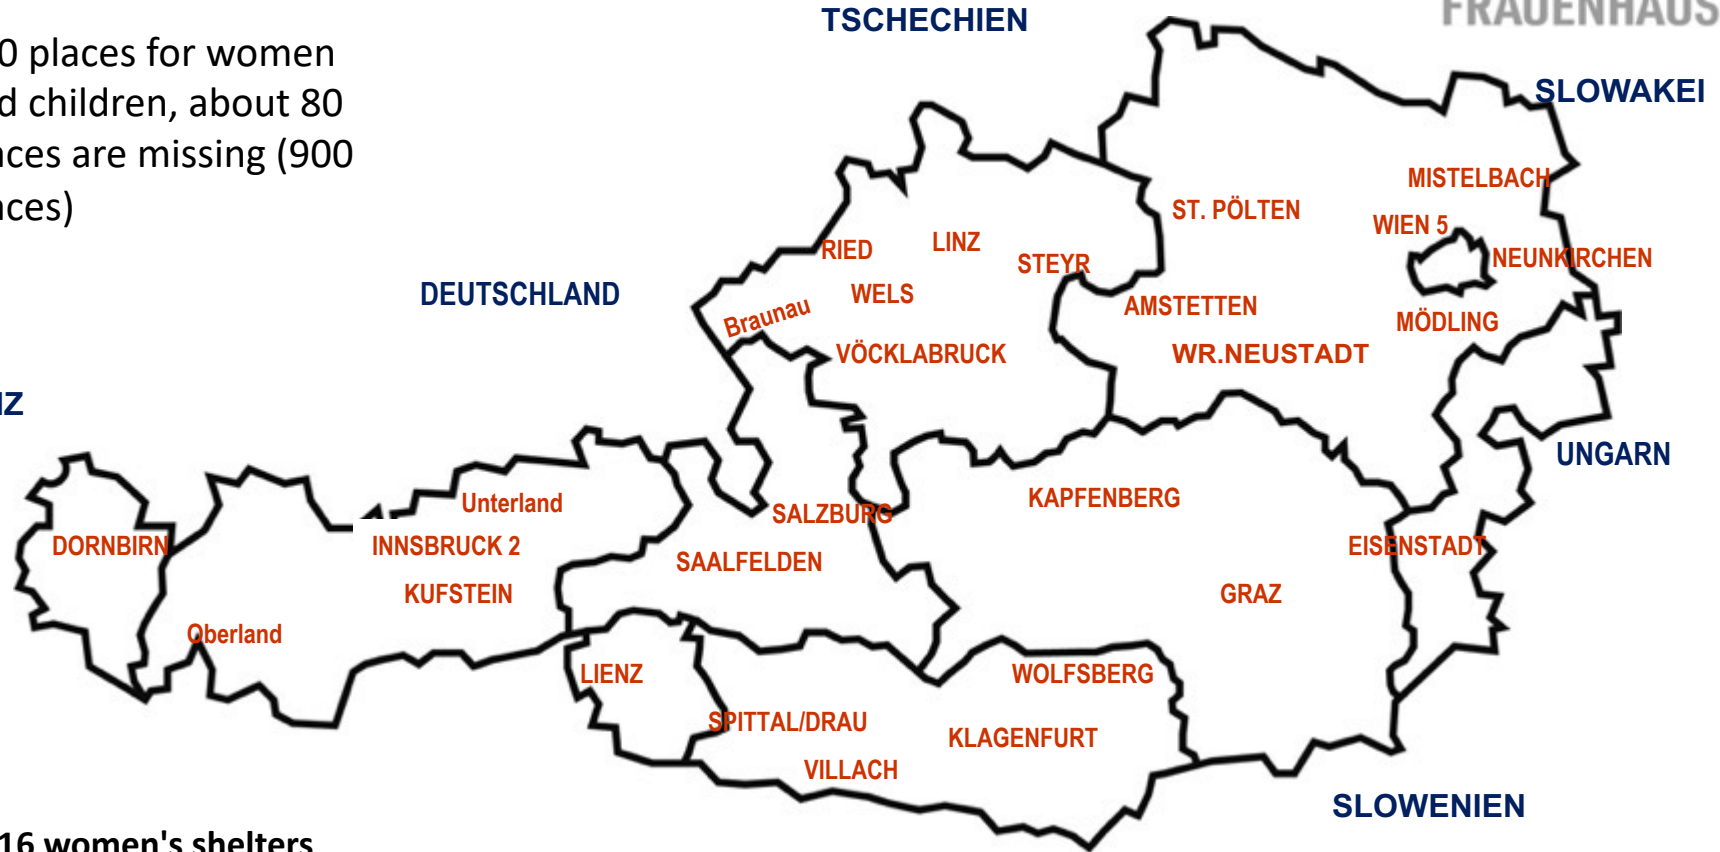 FRAUENHAUS
TSCHECHIEN
0 places for women
d children, about 80
nces are missing (900
nces)
SLOWAKEI
MISTELBACH
ST. PÖLTEN
WIEN 5
RIED
LINZ
STEYR
NEUNKIRCHEN
DEUTSCHLAND
WELS
Braunau
AMSTETTEN
MÖDLING
VÖCKLABRUCK
WR.NEUSTADT
IZ
UNGARN
Unterland
SALZBURG
KAPFENBERG
DORNBIRN
INNSBRUCK 2
SAALFELDEN
EISENSTADT
KUFSTEIN
GRAZ
Oberland
LIENZ
WOLFSBERG
SPITTAL/DRAU
KLAGENFURT
VILLACH
SLOWENIEN
16 women's shelters